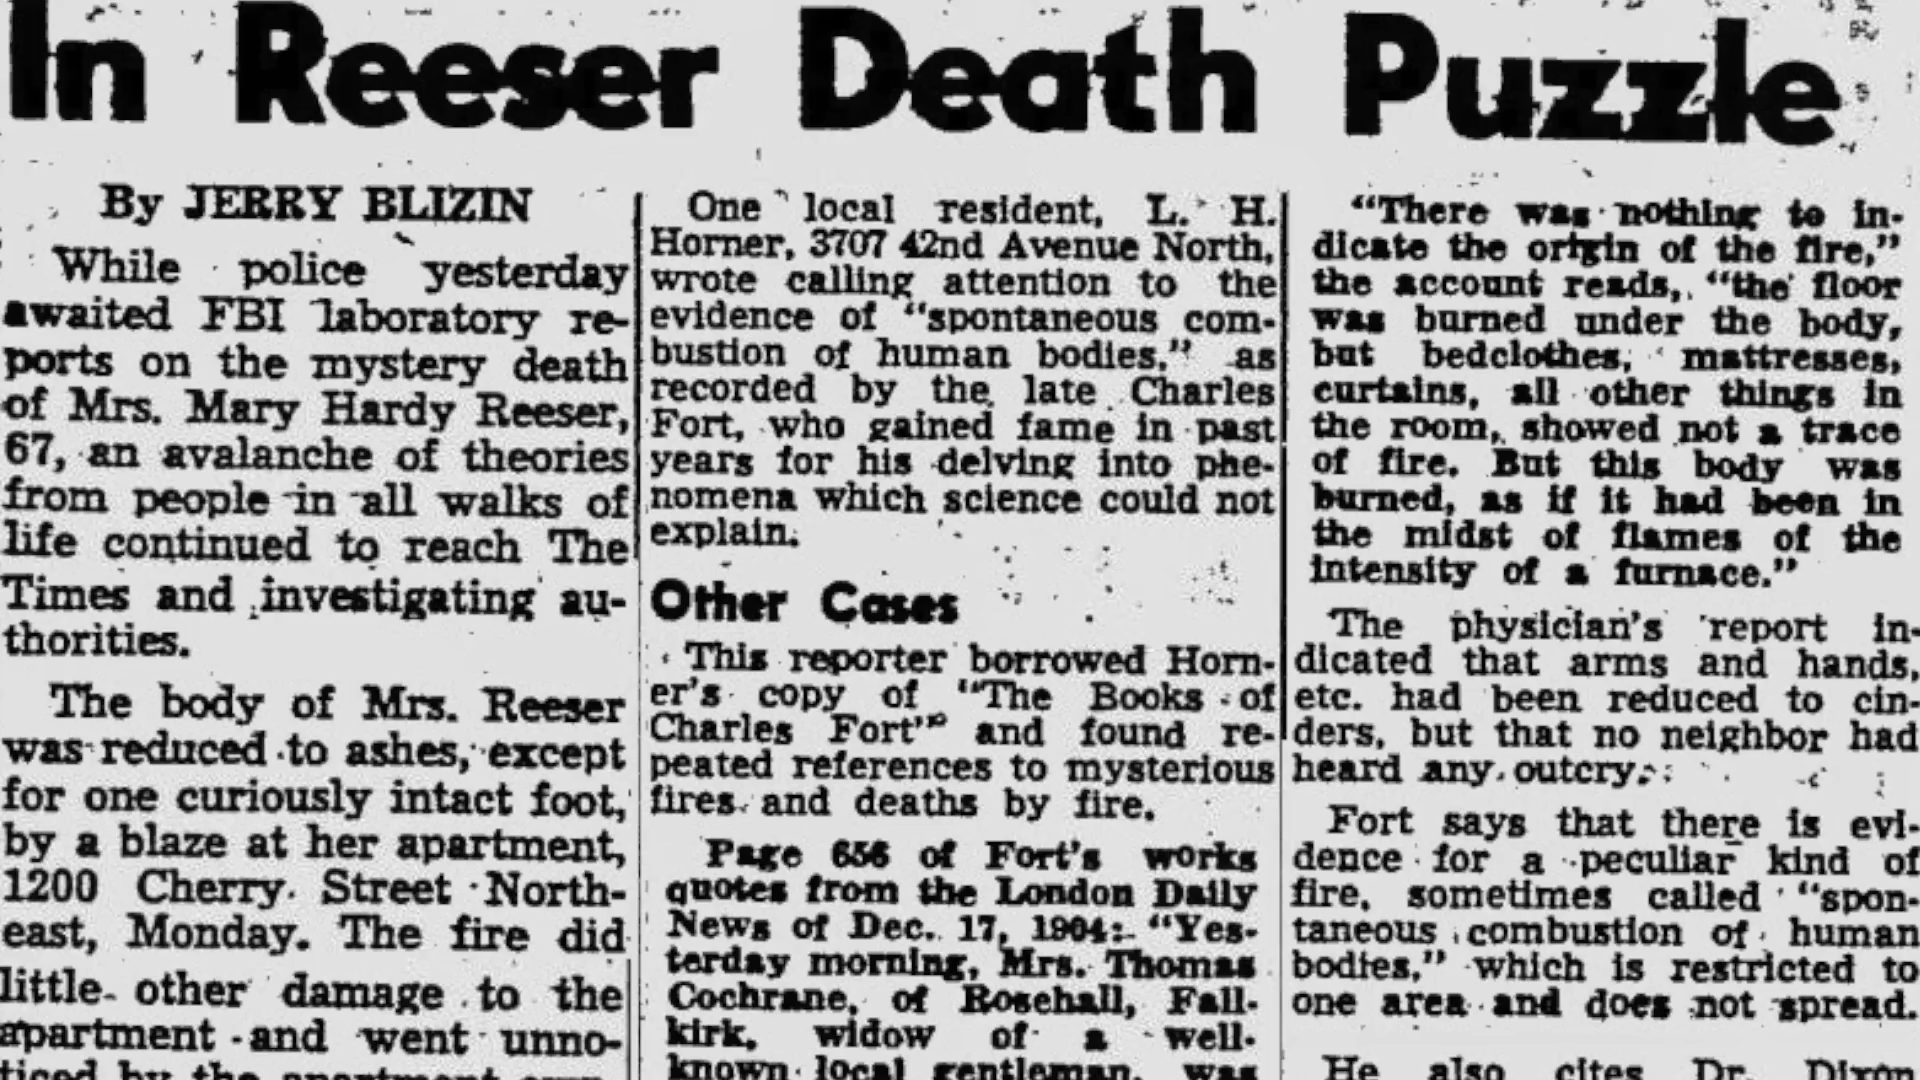 In Reeser Death Puzzle
By JERRY BLIZIN
While police yesterday
awaited FBI laboratory re-
ports on the mystery death
of Mrs. Mary Hardy Reeser,
67, an avalanche of theories
from people in all walks of
life continued to reach The
Times and investigating au-
thorities.
The body of Mrs. Reeser
was reduced to ashes, except
for one curiously intact foot,
by a blaze at her apartment,
1200 Cherry Street North-
east, Monday. The fire did
little other damage to the
apartment and went unno-
ticed by the apartment
One local resident, L. H.
Horner, 3707 42nd Avenue North,
wrote calling attention to the
evidence of "spontaneous com-
bustion of human bodies," as
recorded by the late Charles
Fort, who gained fame in past
years for his delving into phe-
nomena which science could not
explain.
Other Cases
This reporter borrowed Horn-
er's copy of "The Books of
Charles Fort" and found re-
peated references to mysterious
fires and deaths by fire.
Page 656 of Fort's works
quotes from the London Daily
News of Dec. 17, 1904: "Yes-
terday morning, Mrs. Thomas
Cochrane, of Rosehall, Fall-
kirk, widow of a well-
known local gentleman, was
"There was nothing to in-
dicate the origin of the fire,"
the account reads, "the floor
was burned under the body,
but bedclothes, mattresses,
curtains, all other things in
the room, showed not a trace
of fire. But this body was
burned, as if it had been in
the midst of flames of the
intensity of a furnace."
The physician's report in-
dicated that arms and hands,
etc. had been reduced to cin-
ders, but that no neighbor had
heard any outcry.
Fort says that there is evi-
dence for a peculiar kind of
fire, sometimes called "spon-
taneous combustion of human
bodies," which is restricted to
one area and does not spread.
He also cites Dr. Dixon